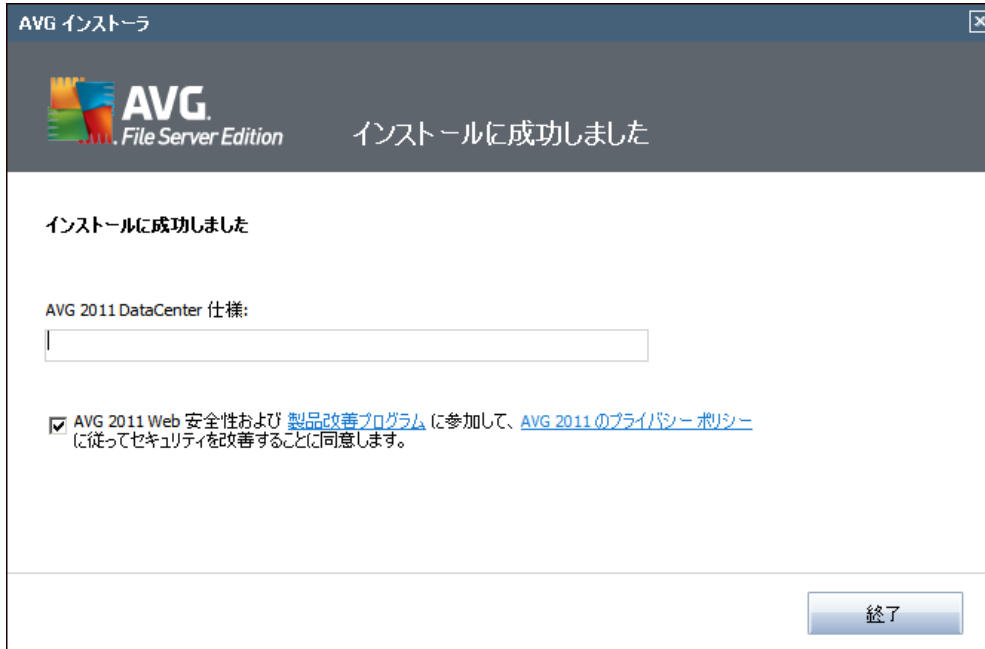 AVG インストーラ
AVG.
File Server Edition
インストールに成功しました
インストールに成功しました
AVG 2011 DataCenter 仕様:
AVG 2011 Web 安全性および 製品改善プログラム に参加して、 AVG 2011 のプライバシー ポリシー
に従ってセキュリティを改善することに同意します。
終了